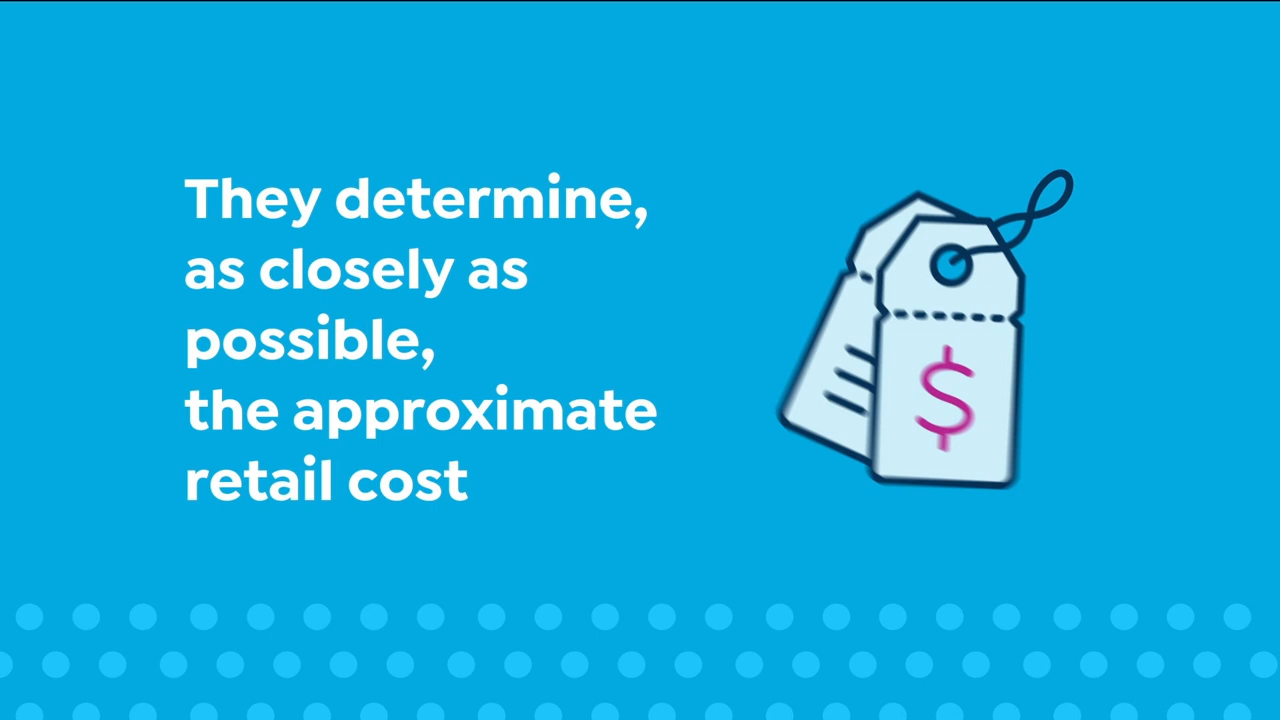 They determine,
as closely as
possible,
the approximate
retail cost
$